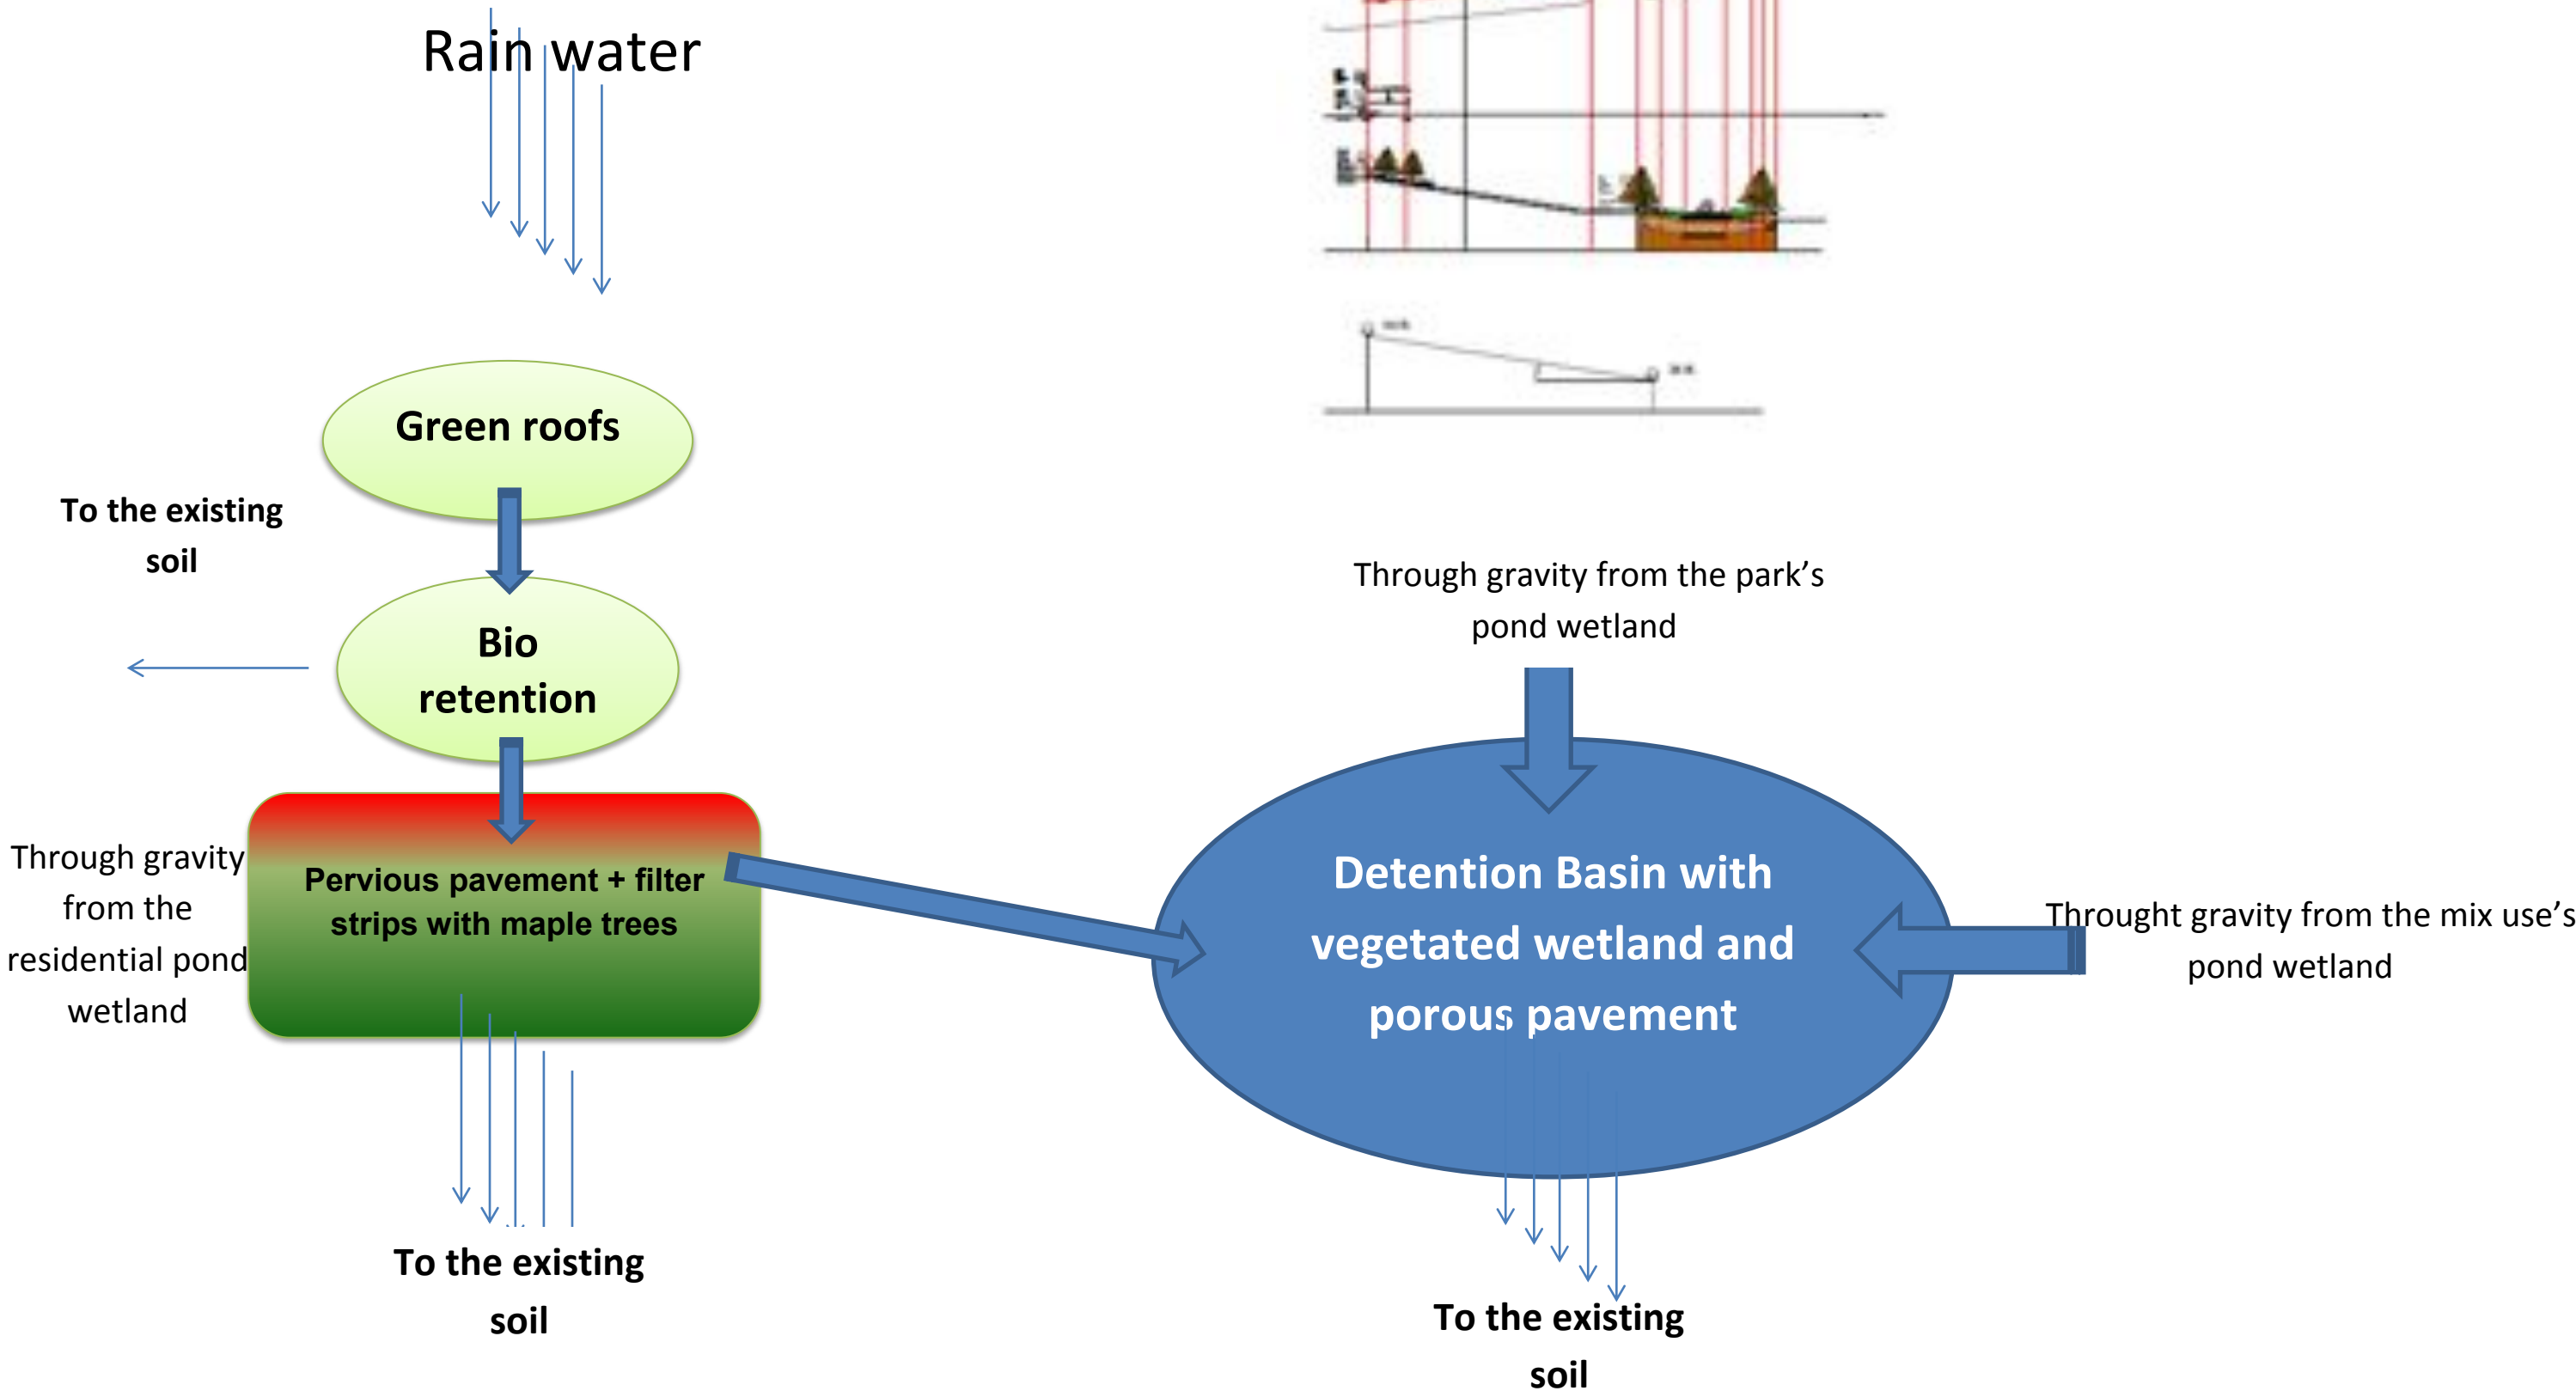 Rain water
Green roofs
To the existing
soil
Bio
retention
Through gravity
from the
residential pond
wetland
Pervious pavement + filter
strips with maple trees
To the existing
soil
Through gravity from the park’s
pond wetland
Detention Basin with
vegetated wetland and
porous pavement
Throught gravity from the mix use’s
pond wetland
To the existing
soil